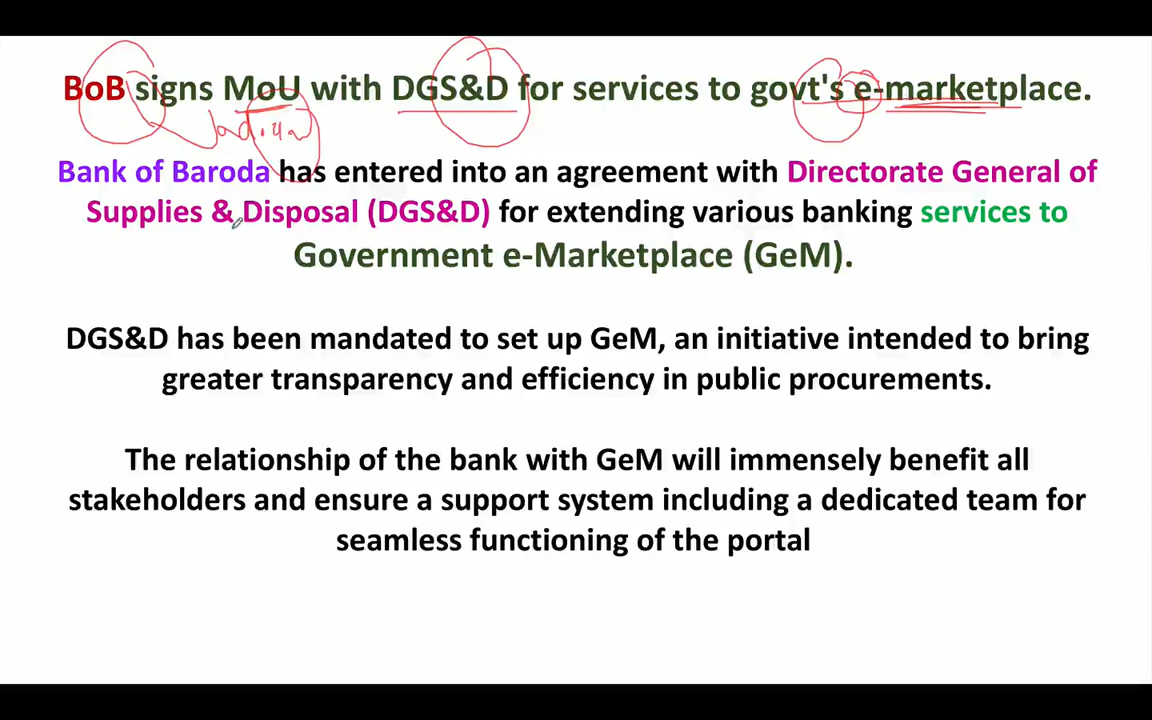 BoB signs MoU with DGS&D for services to govt's e-marketplace.
Bank of Baroda has entered into an agreement with Directorate General of
Supplies & Disposal (DGS&D) for extending various banking services to
Government e-Marketplace (GeM).
DGS&D has been mandated to set up GeM, an initiative intended to bring
greater transparency and efficiency in public procurements.
The relationship of the bank with GeM will immensely benefit all
stakeholders and ensure a support system including a dedicated team for
seamless functioning of the portal